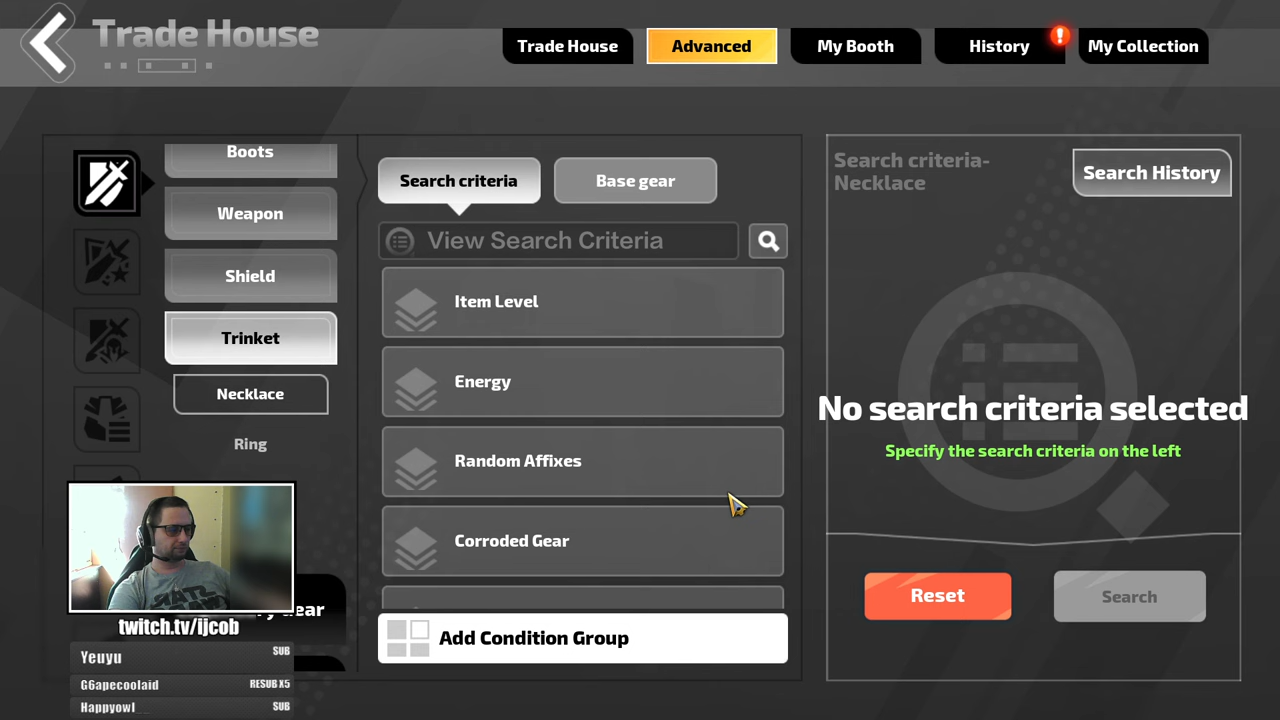 Trade House
Trade House
Advanced
My Booth
History
!
My Collection
Boots
Weapon
Shield
Trinket
Necklace
Ring
Search criteria
Base gear
View Search Criteria
Item Level
Energy
Random Affixes
Corroded Gear
Add Condition Group
Search criteria-
Necklace
Search History
No search criteria selected
Specify the search criteria on the left
Reset
Search
twitch.tv/ijcob
Yeuyu SUB
G6apecoolaid RESUB X5
Happyowl__ SUB